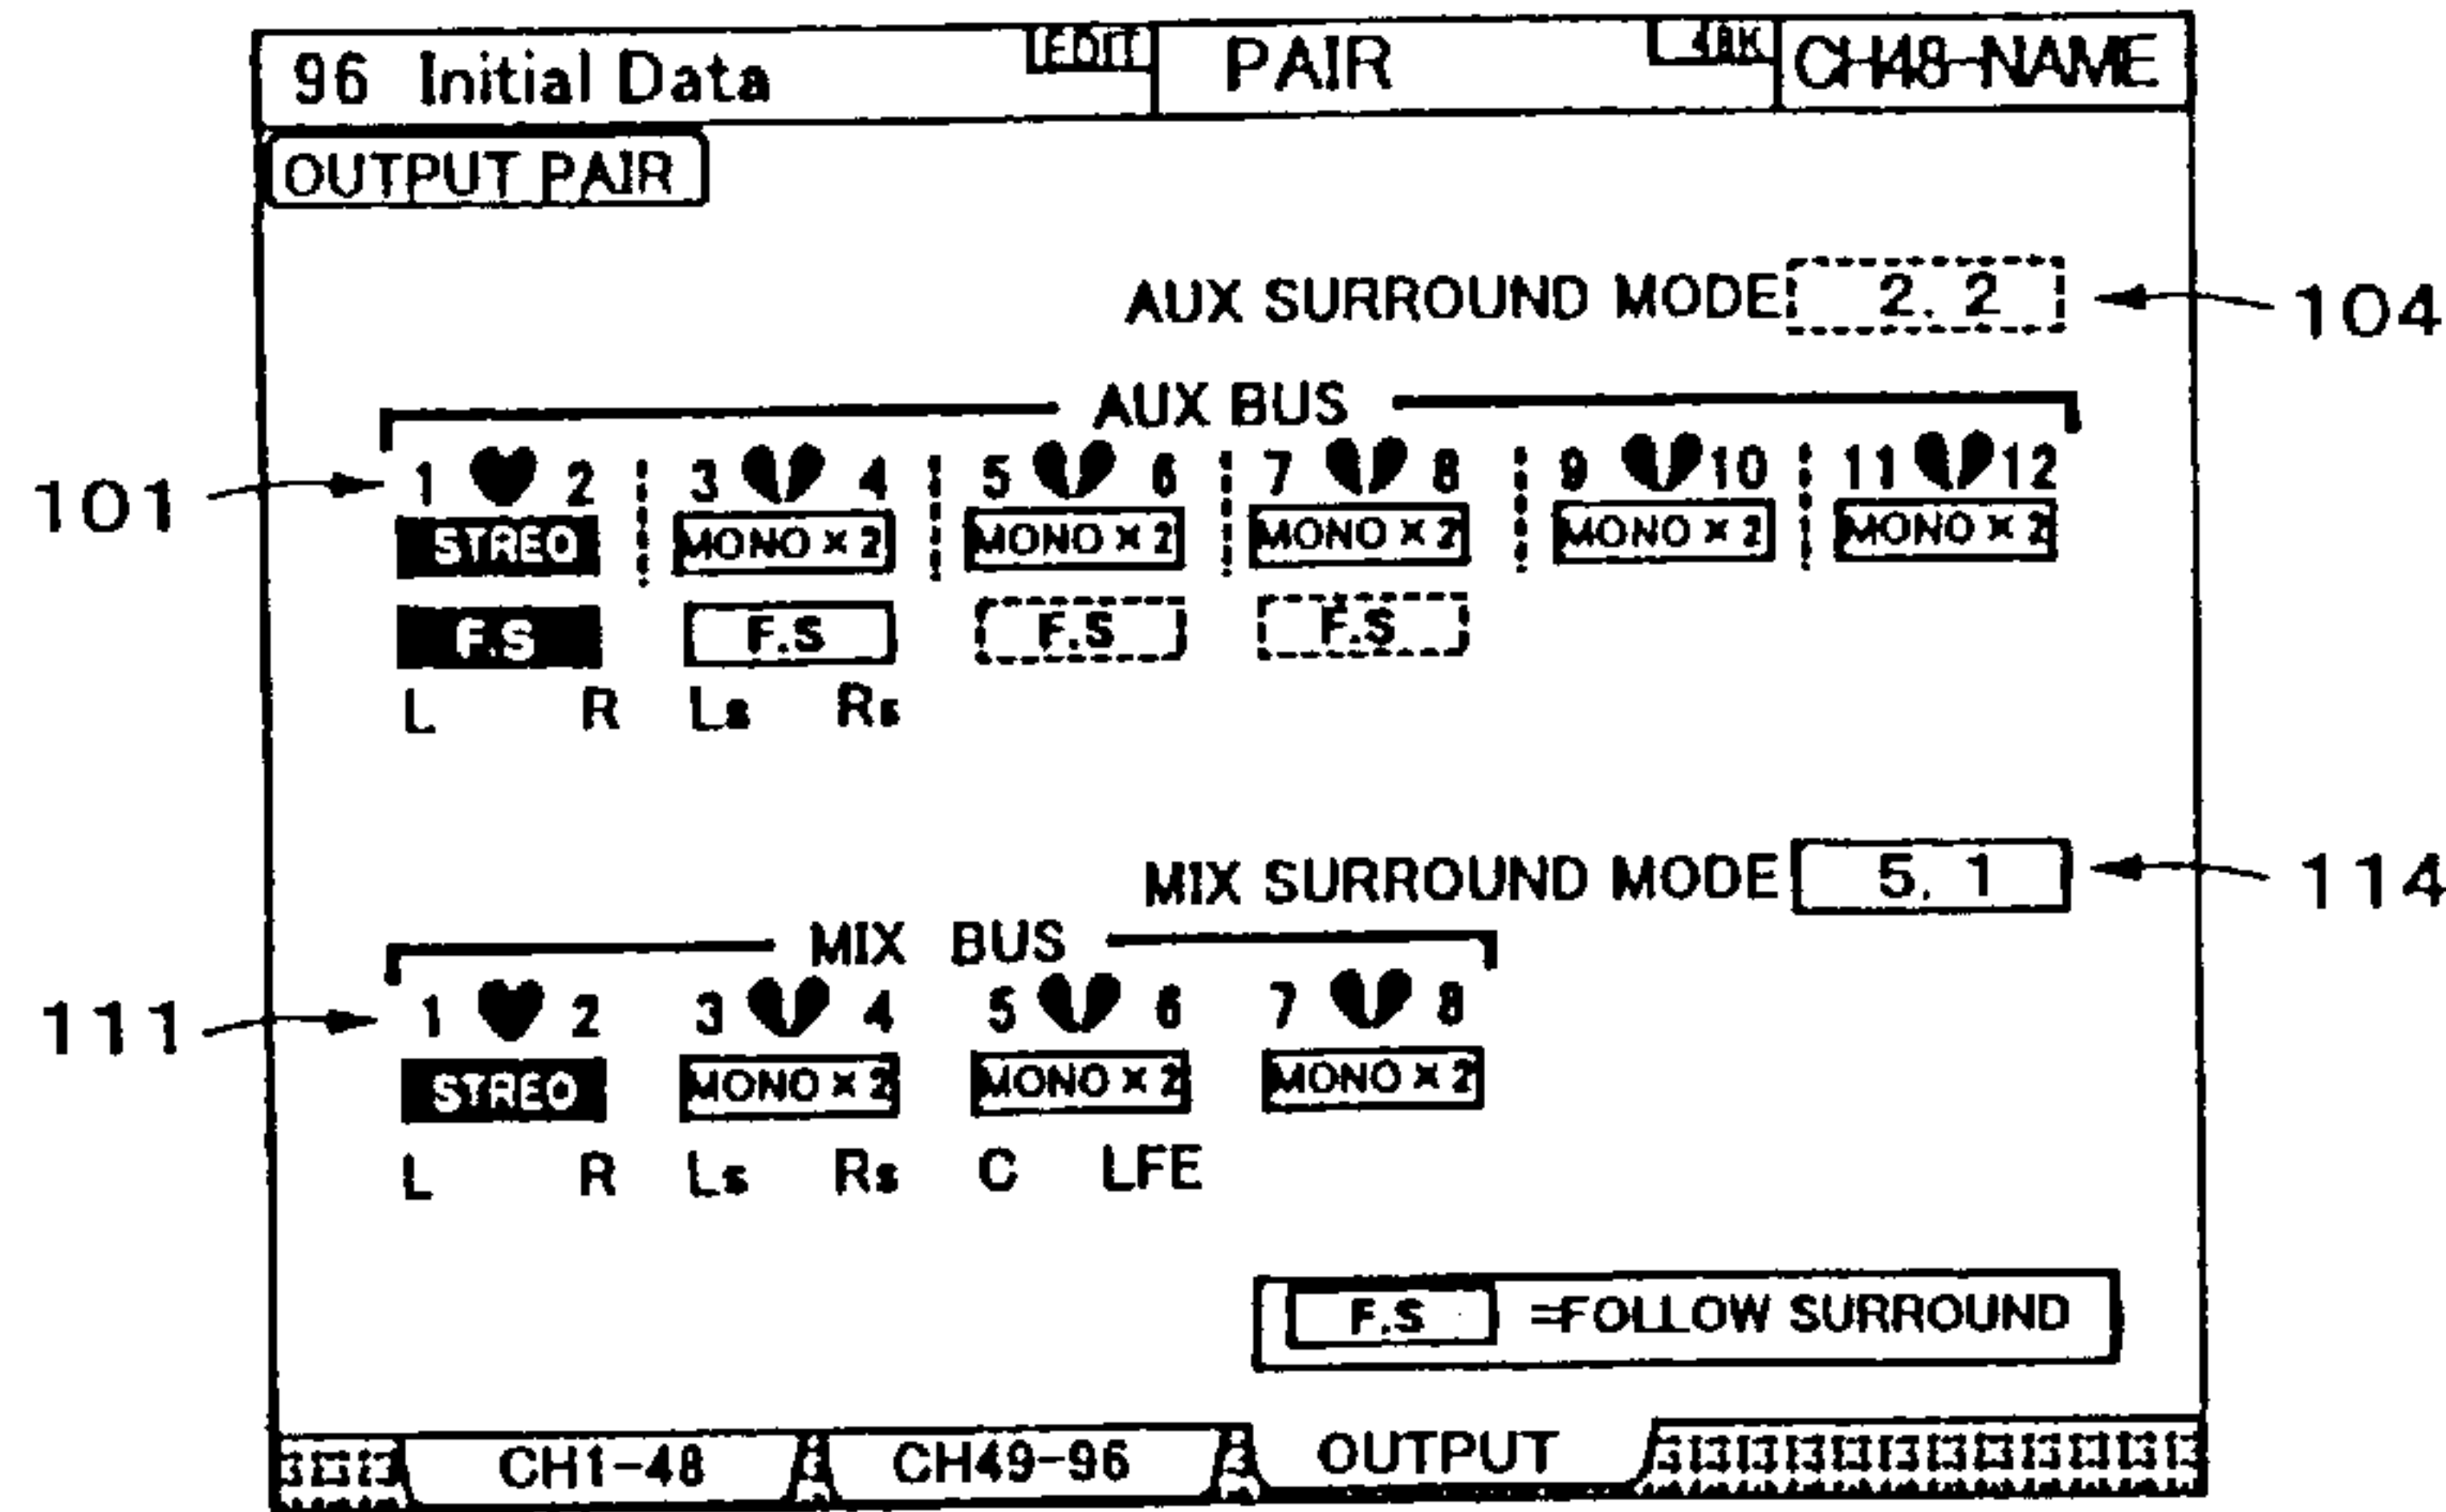 96 Initial Data EDIT PAIR CH48-NAME
OUTPUT PAIR
AUX SURROUND MODE 2. 2 104
AUX BUS
101 1 2 3 4 5 6 7 8 9 10 11 12
STREO MONO×2 MONO×2 MONO×2 MONO×2 MONO×2
F.S F.S F.S F.S
L R Ls Rs
MIX SURROUND MODE 5. 1 114
MIX BUS
111 1 2 3 4 5 6 7 8
STREO MONO×2 MONO×2 MONO×2
L R Ls Rs C LFE
F.S =FOLLOW SURROUND
CH1-48 CH49-96 OUTPUT